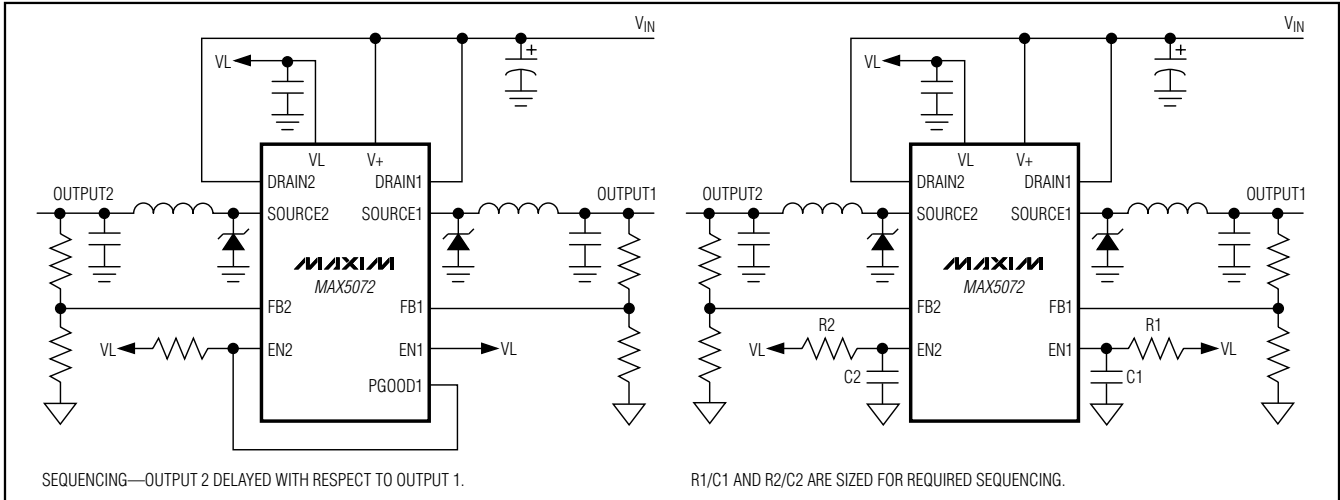 V_IN
VL
VL V+
DRAIN2 DRAIN1
OUTPUT2 OUTPUT1
SOURCE2 SOURCE1
MAXIM
MAX5072
FB2 FB1
VL EN2 EN1 VL
PGOOD1
SEQUENCING—OUTPUT 2 DELAYED WITH RESPECT TO OUTPUT 1.
V_IN
VL
VL V+
DRAIN2 DRAIN1
OUTPUT2 OUTPUT1
SOURCE2 SOURCE1
MAXIM
MAX5072
FB2 FB1
R2 R1
VL EN2 EN1 VL
C2 C1
R1/C1 AND R2/C2 ARE SIZED FOR REQUIRED SEQUENCING.